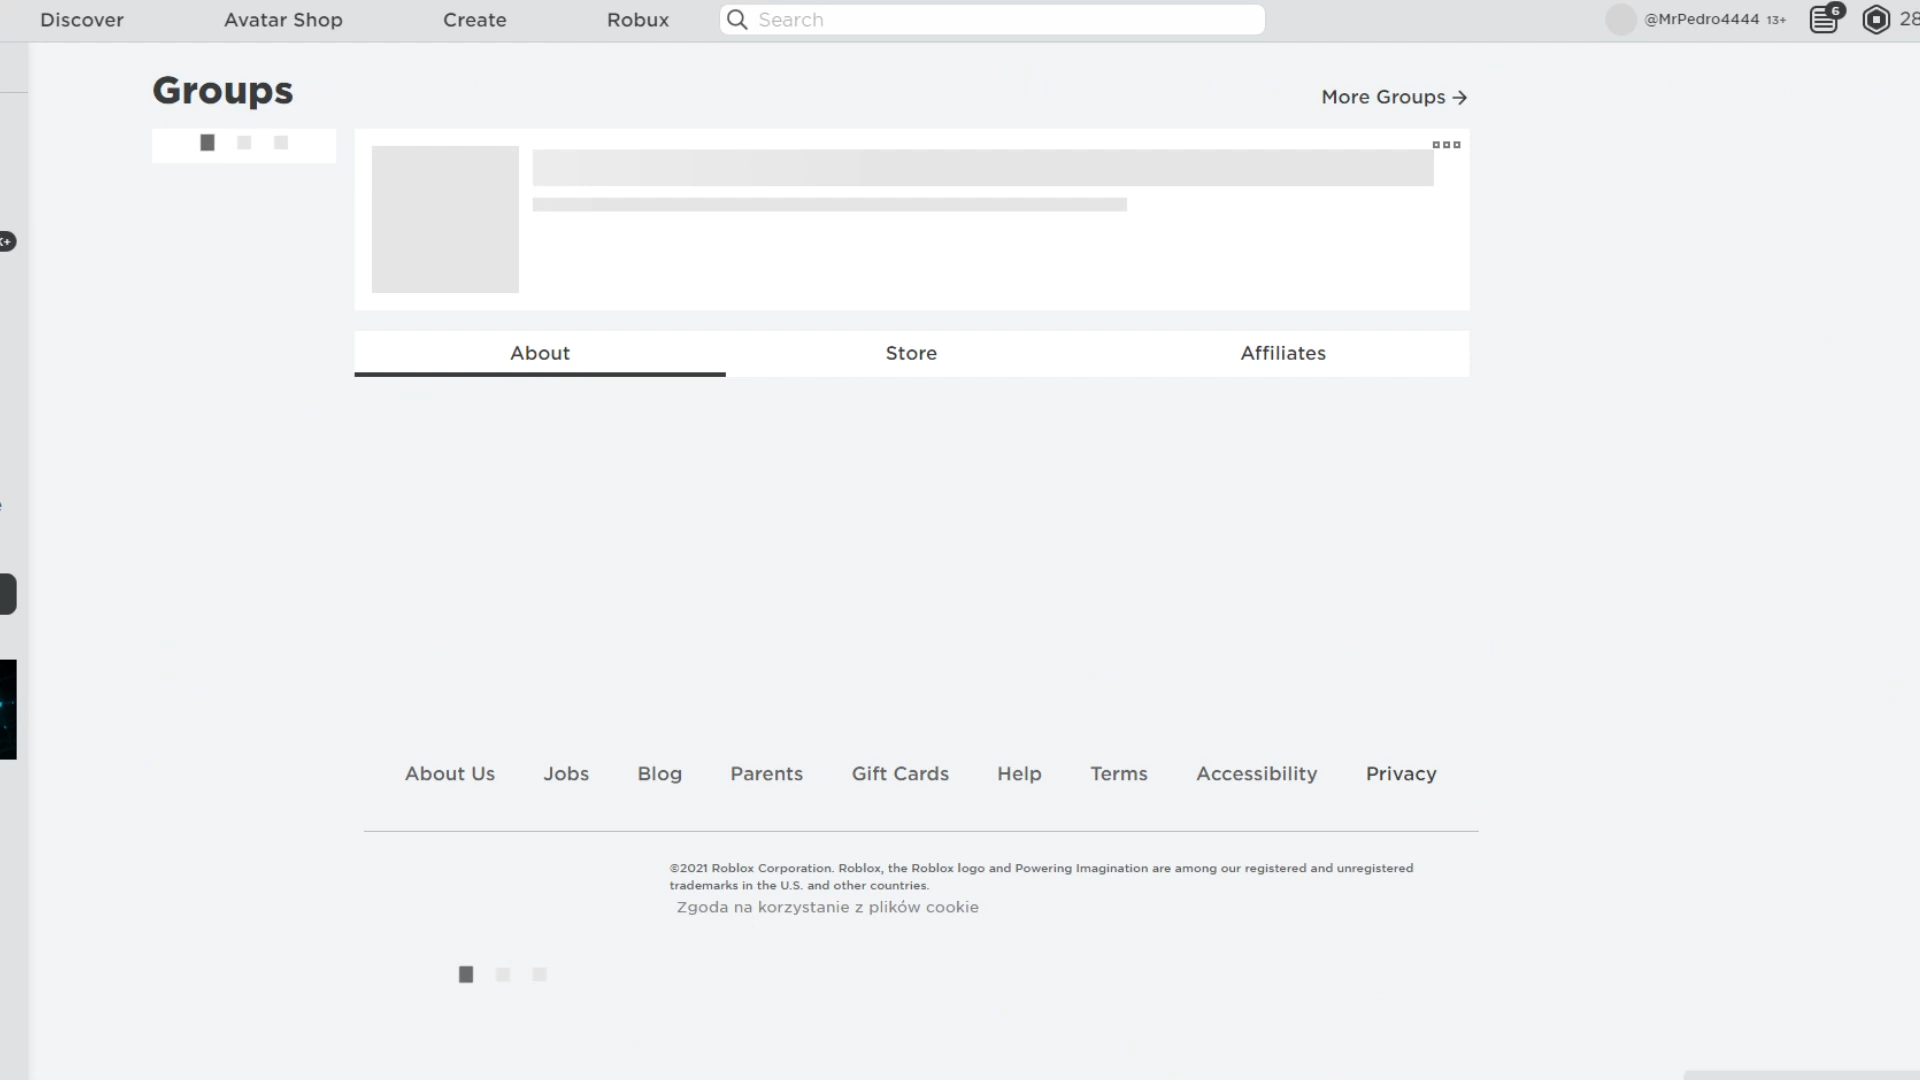 Discover Avatar Shop Create Robux Search @MrPedro4444 13+ 6 28
Groups
More Groups
K+
About Store Affiliates
About Us Jobs Blog Parents Gift Cards Help Terms Accessibility Privacy
©2021 Roblox Corporation. Roblox, the Roblox logo and Powering Imagination are among our registered and unregistered
trademarks in the U.S. and other countries.
Zgoda na korzystanie z plików cookie